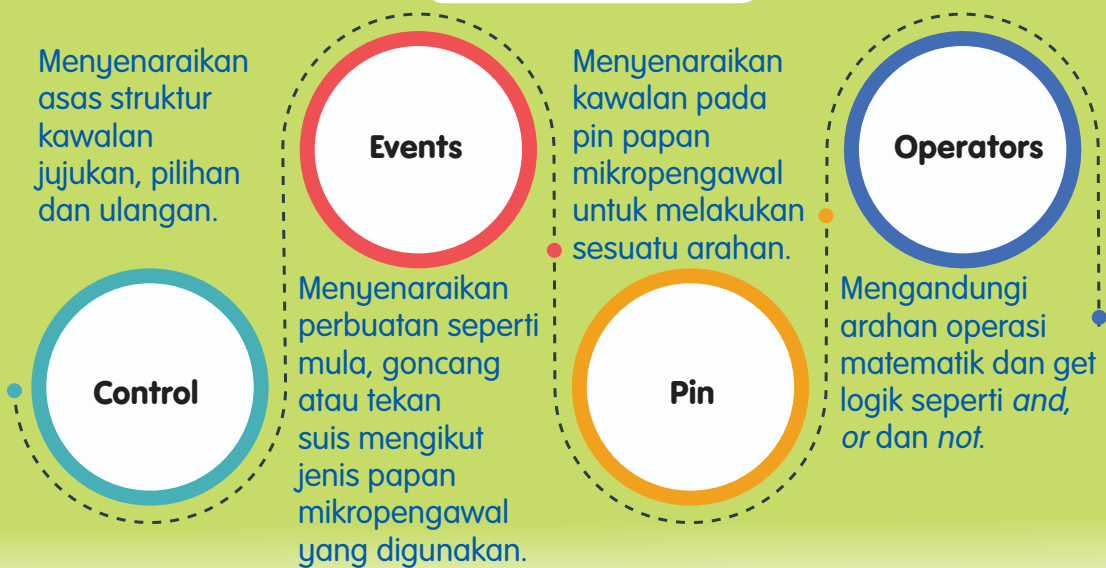 Menyenaraikan
asas struktur
kawalan
jujukan, pilihan
dan ulangan.
Control
Events
Menyenaraikan
perbuatan seperti
mula, goncang
atau tekan
suis mengikut
jenis papan
mikropengawal
yang digunakan.
Menyenaraikan
kawalan pada
pin papan
mikropengawal
untuk melakukan
sesuatu arahan.
Pin
Operators
Mengandungi
arahan operasi
matematik dan get
logik seperti and,
or dan not.